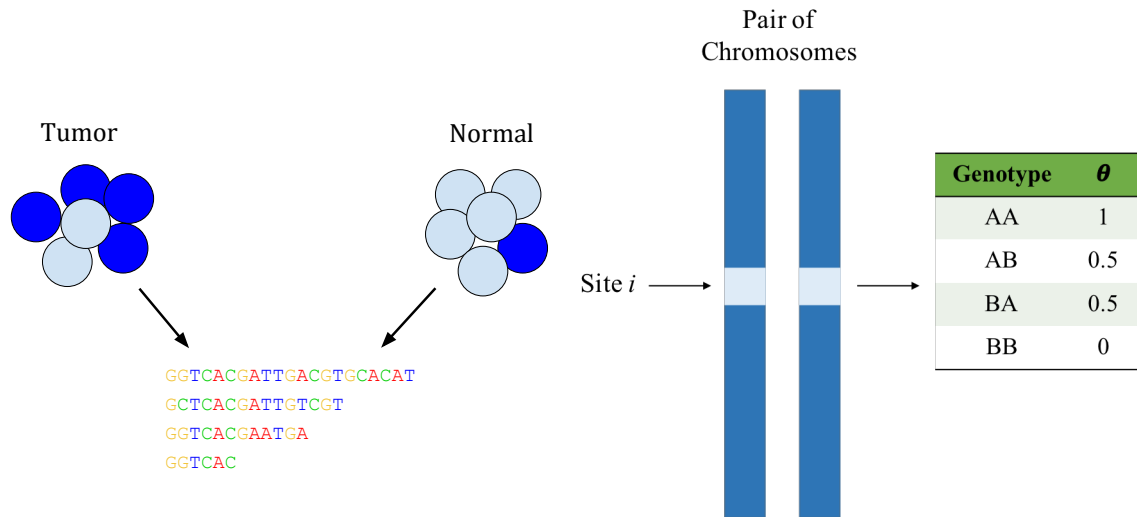 Tumor
Normal
GGTCACGATTGACGTGCACAT
GCTCACGATTGTCGT
GGTCACGAATGA
GGTCAC
Pair of
Chromosomes
Site i
Genotype θ
AA 1
AB 0.5
BA 0.5
BB 0